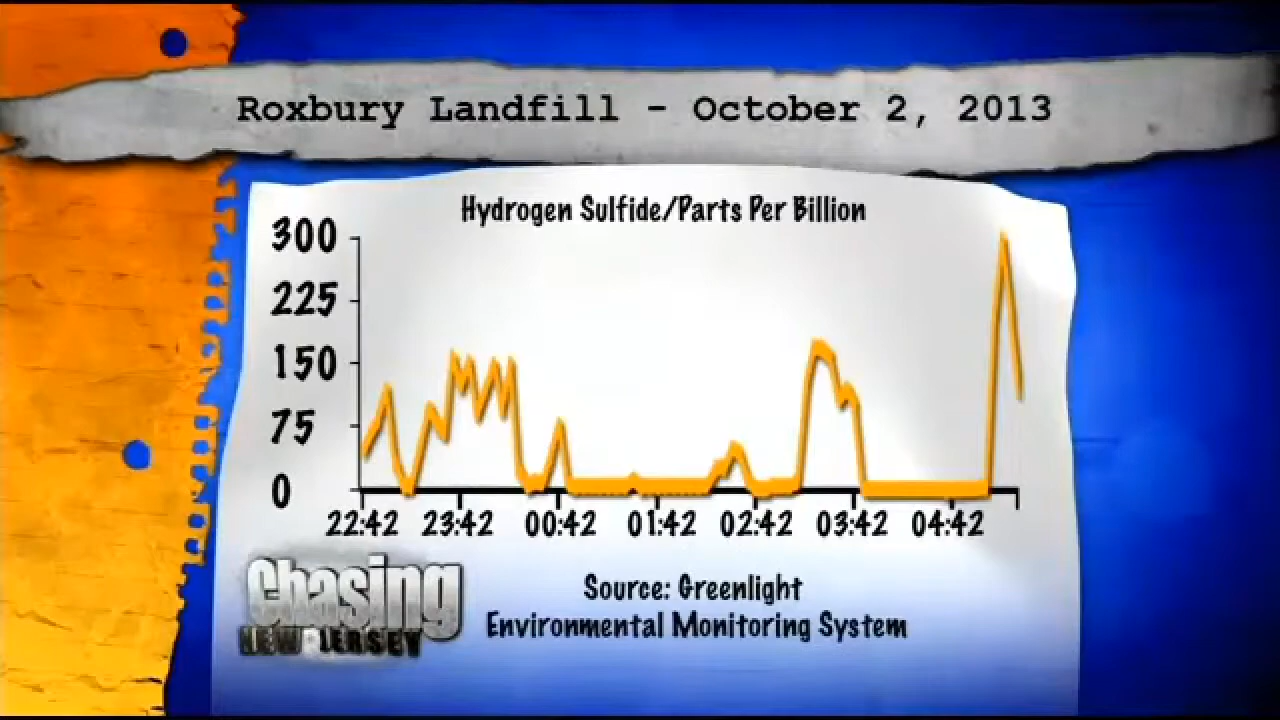 Roxbury Landfill - October 2, 2013
Hydrogen Sulfide/Parts Per Billion
300
225
150
75
0
22:42 23:42 00:42 01:42 02:42 03:42 04:42
Chasing
NEW JERSEY
Source: Greenlight
Environmental Monitoring System